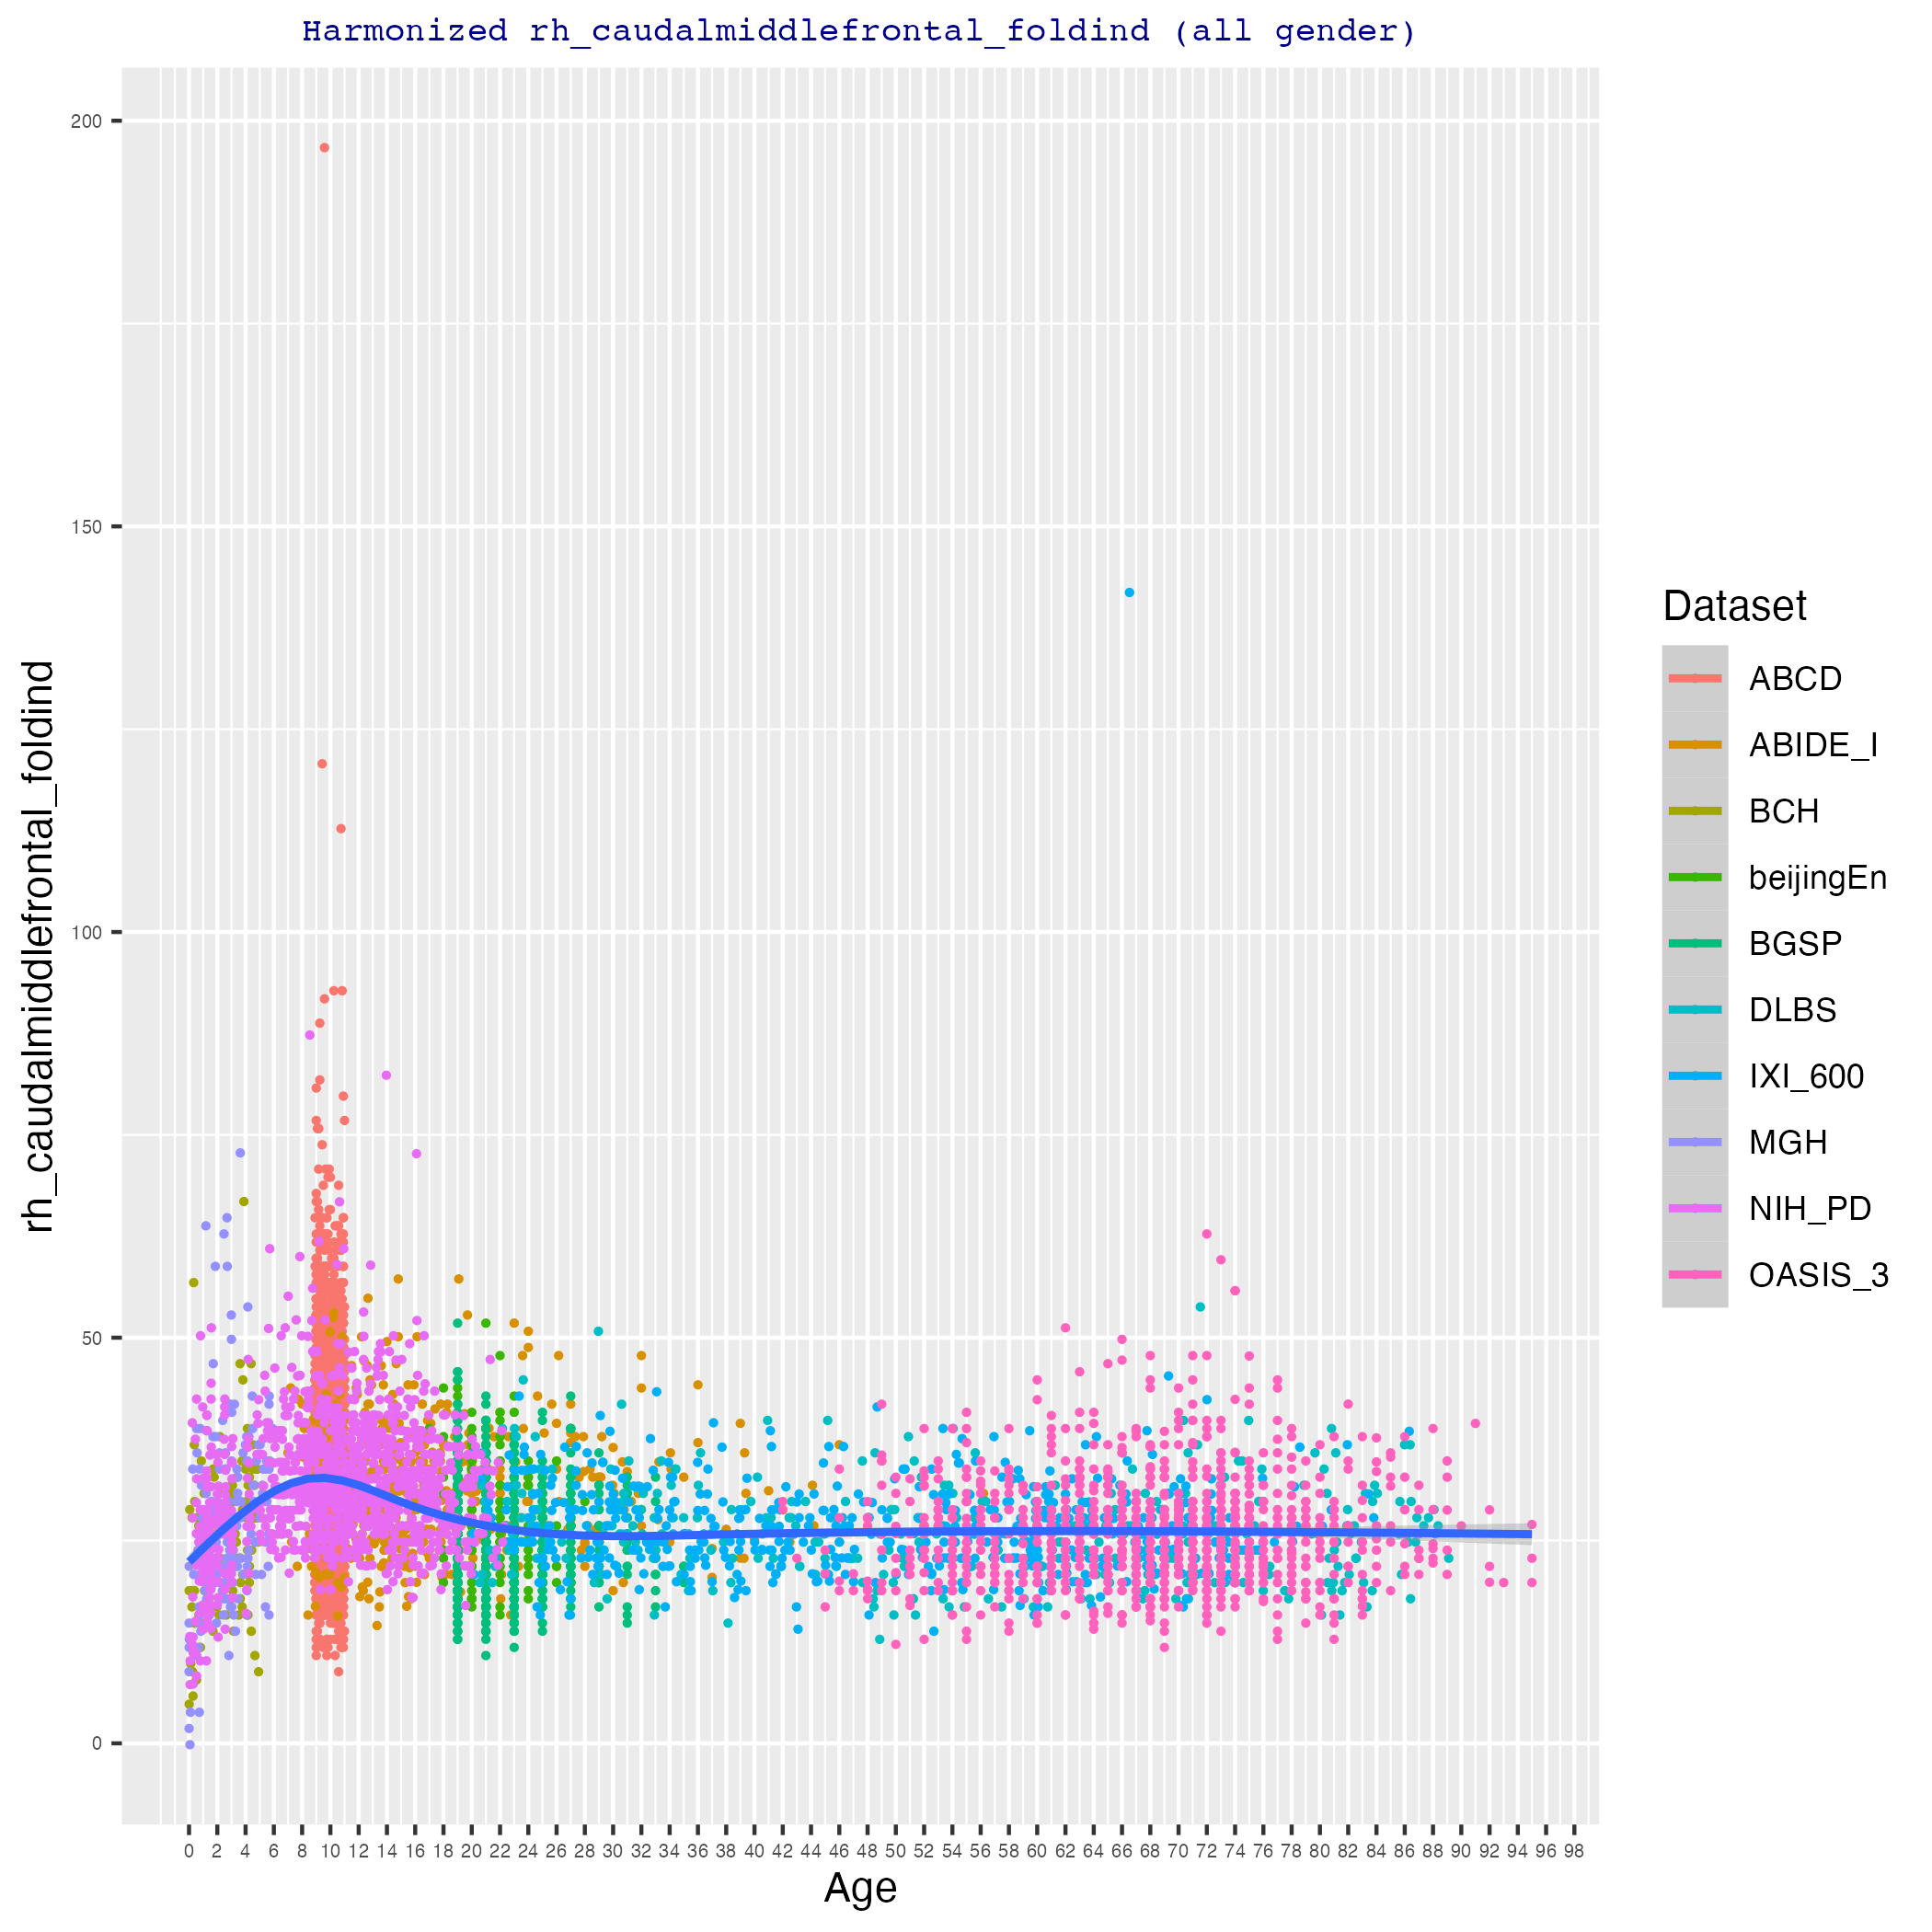 Harmonized rh_caudalmiddlefrontal_foldind (all gender)
rh_caudalmiddlefrontal_foldind
200
150
100
50
0
0 2 4 6 8 10 12 14 16 18 20 22 24 26 28 30 32 34 36 38 40 42 44 46 48 50 52 54 56 58 60 62 64 66 68 70 72 74 76 78 80 82 84 86 88 90 92 94 96 98
Age
Dataset
ABCD
ABIDE_I
BCH
beijingEn
BGSP
DLBS
IXI_600
MGH
NIH_PD
OASIS_3